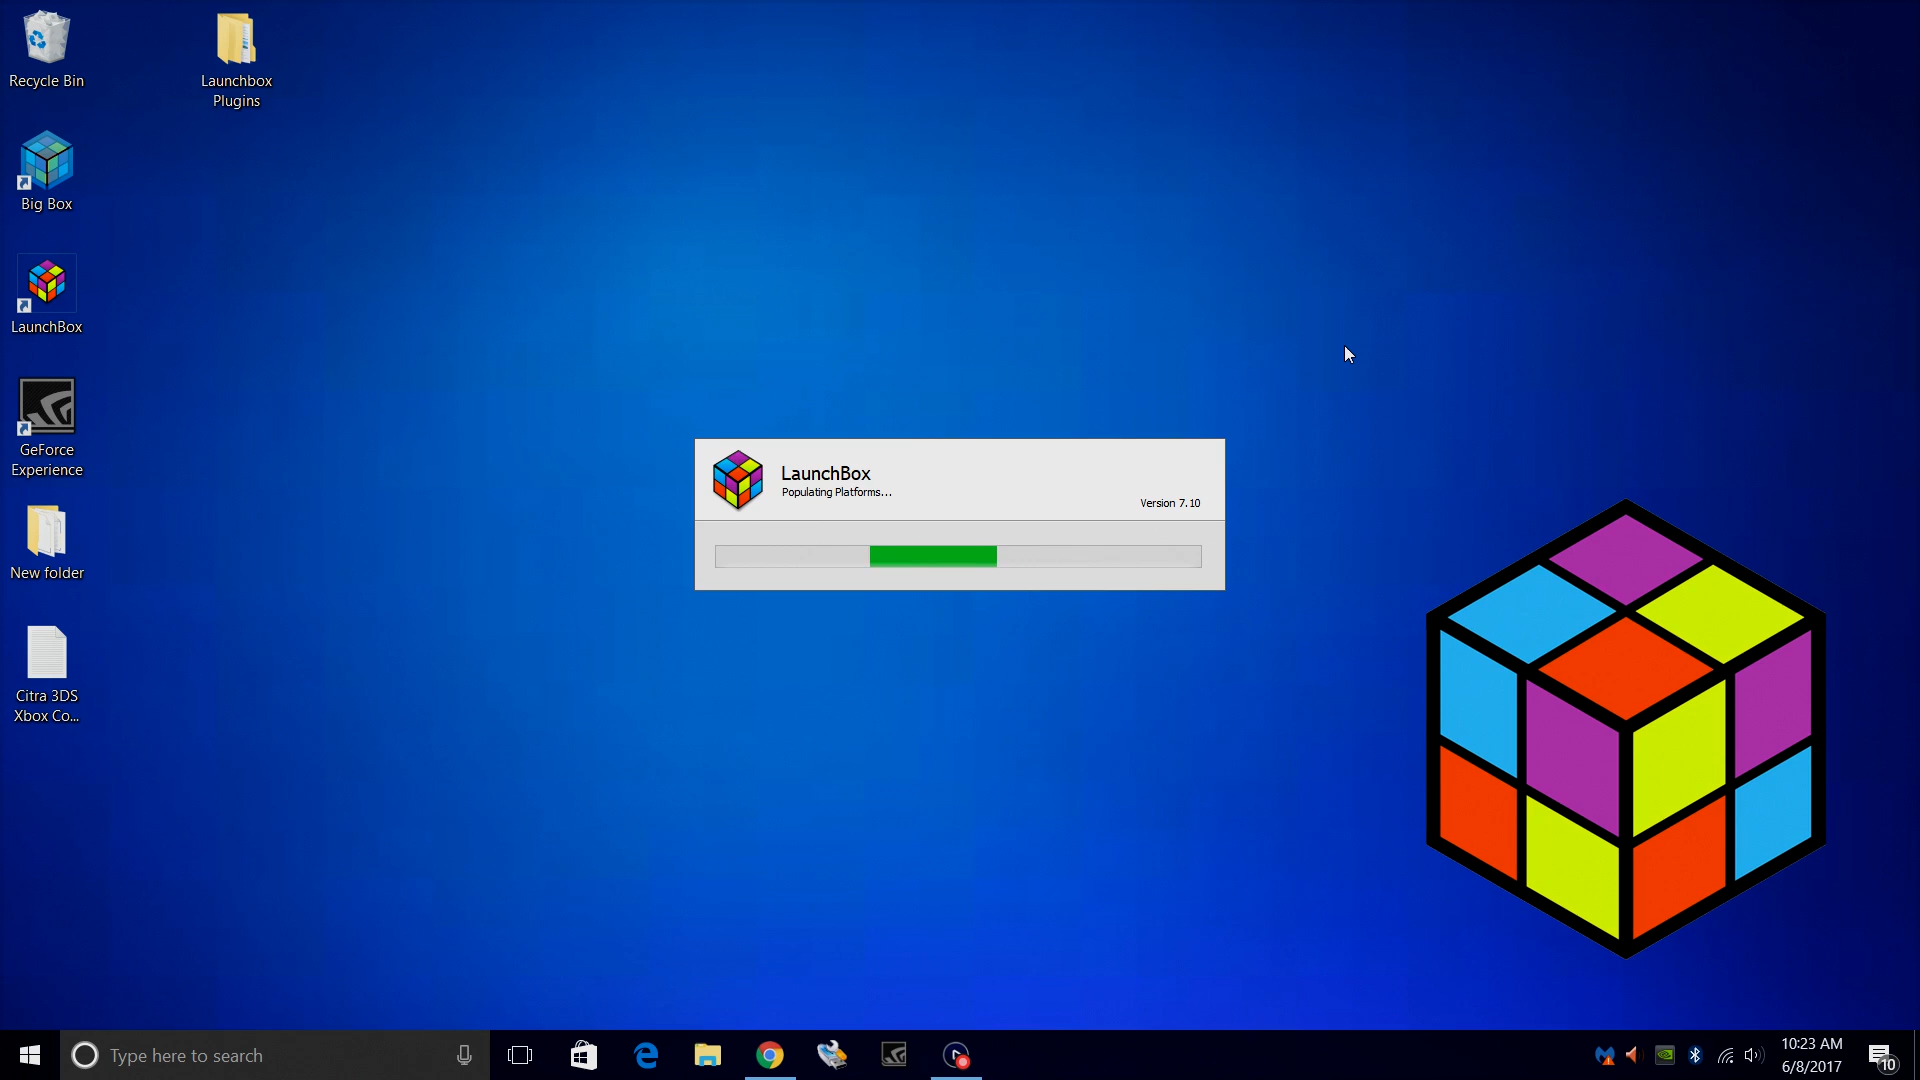 Recycle Bin
Launchbox
Plugins
Big Box
LaunchBox
GeForce
Experience
New folder
Citra 3DS
Xbox Co...
LaunchBox
Populating Platforms...
Version 7.10
Type here to search
10:23 AM
6/8/2017
10